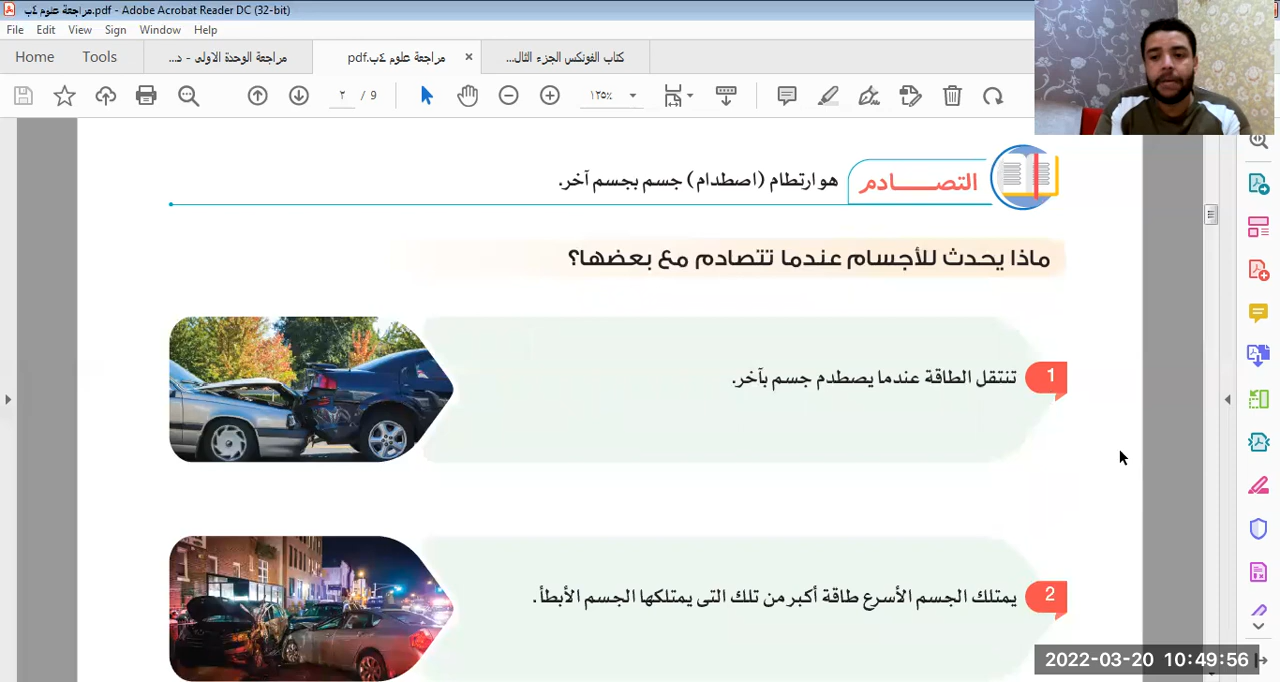 مراجعة علوم ٤ب.pdf - Adobe Acrobat Reader DC (32-bit)
File Edit View Sign Window Help
Home Tools مراجعة الوحدة الاولى - د... مراجعة علوم ٤ب.pdf × كتاب الفونكس الجزء الثال...
٢ / 9 ١٢٥٪
التصـــــادم هو ارتطام (اصطدام) جسم بجسم آخر.
ماذا يحدث للأجسام عندما تتصادم مع بعضها؟
1 تنتقل الطاقة عندما يصطدم جسم بآخر.
2 يمتلك الجسم الأسرع طاقة أكبر من تلك التى يمتلكها الجسم الأبطأ.
2022-03-20 10:49:56